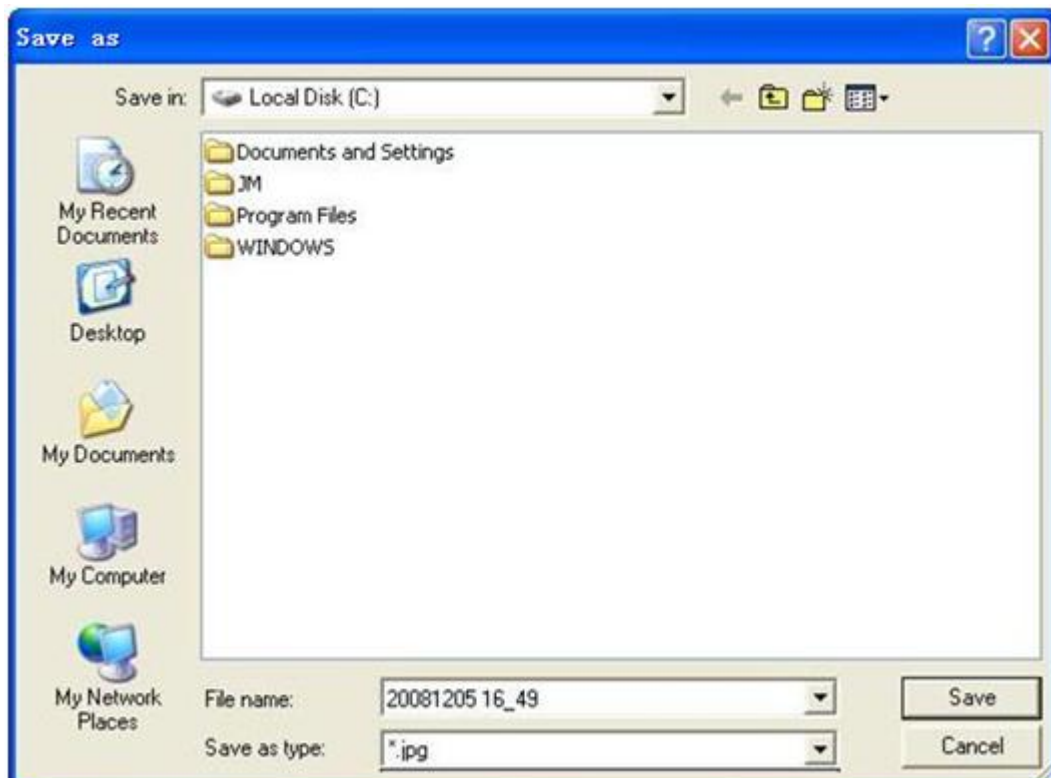 Save as
Save in: Local Disk (C:)
Documents and Settings
JM
Program Files
WINDOWS
My Recent
Documents
Desktop
My Documents
My Computer
My Network
Places
File name: 20081205 16_49
Save
Save as type: *.jpg
Cancel